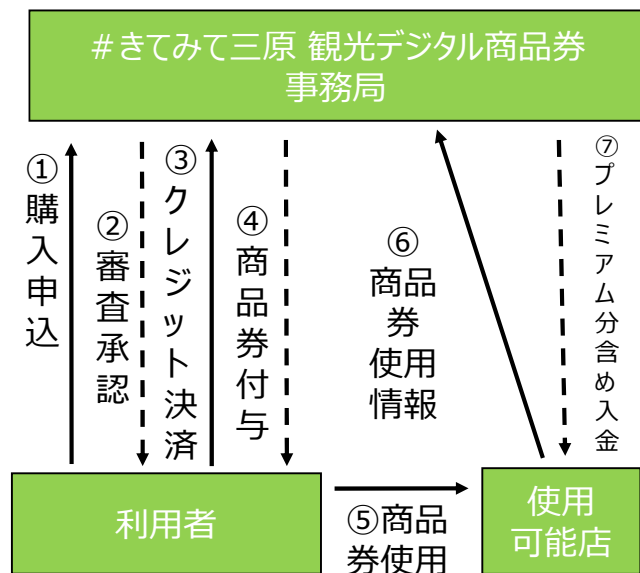 #きてみて三原 観光デジタル商品券
事務局
①購入申込
②審査承認
③クレジット決済
④商品券付与
⑥
商品
券
使用
情報
⑦プレミアム分含め入金
利用者
⑤商品
券使用
使用
可能店